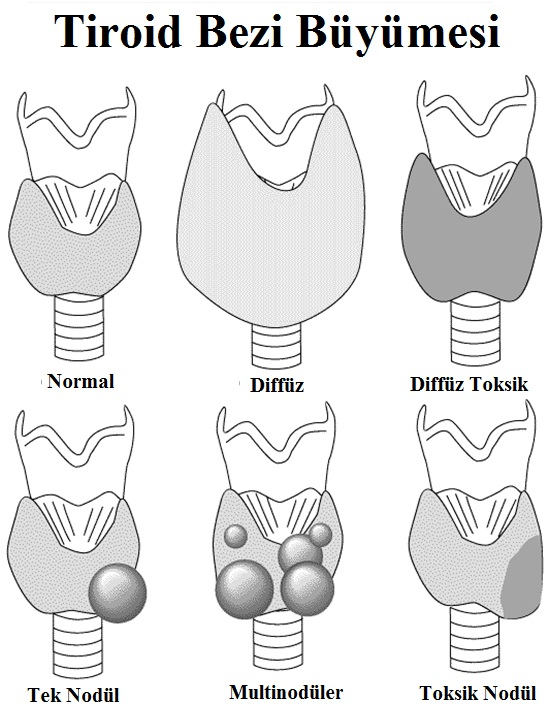 Tiroid Bezi Büyümesi
Normal
Diffüz
Diffüz Toksik
Tek Nodül
Multinodüler
Toksik Nodül